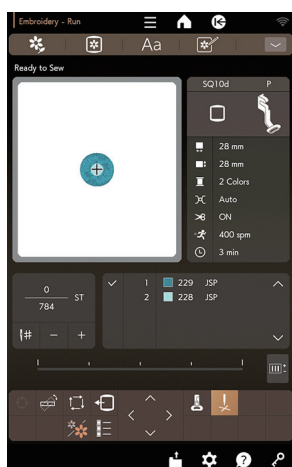 Embroidery - Run
Aa
Ready to Sew
SQ10d P
28 mm
28 mm
2 Colors
Auto
ON
400 spm
3 min
0
784
ST
1 229 JSP
2 228 JSP
#
- +
?